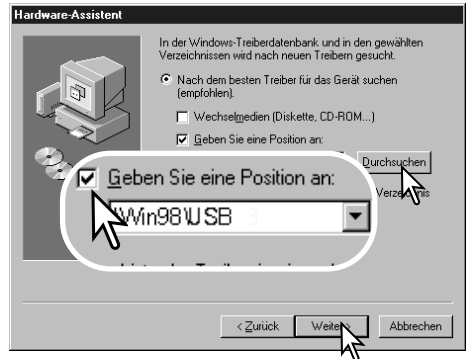 Hardware-Assistent
In der Windows-Treiberdatenbank und in den gewählten
Verzeichnissen wird nach neuen Treibern gesucht.
Nach dem besten Treiber für das Gerät suchen
(empfohlen).
Wechselmedien (Diskette, CD-ROM...)
Geben Sie eine Position an:
Durchsuchen
Geben Sie eine Position an:
\Win98\USB
< Zurück
Weiter >
Abbrechen